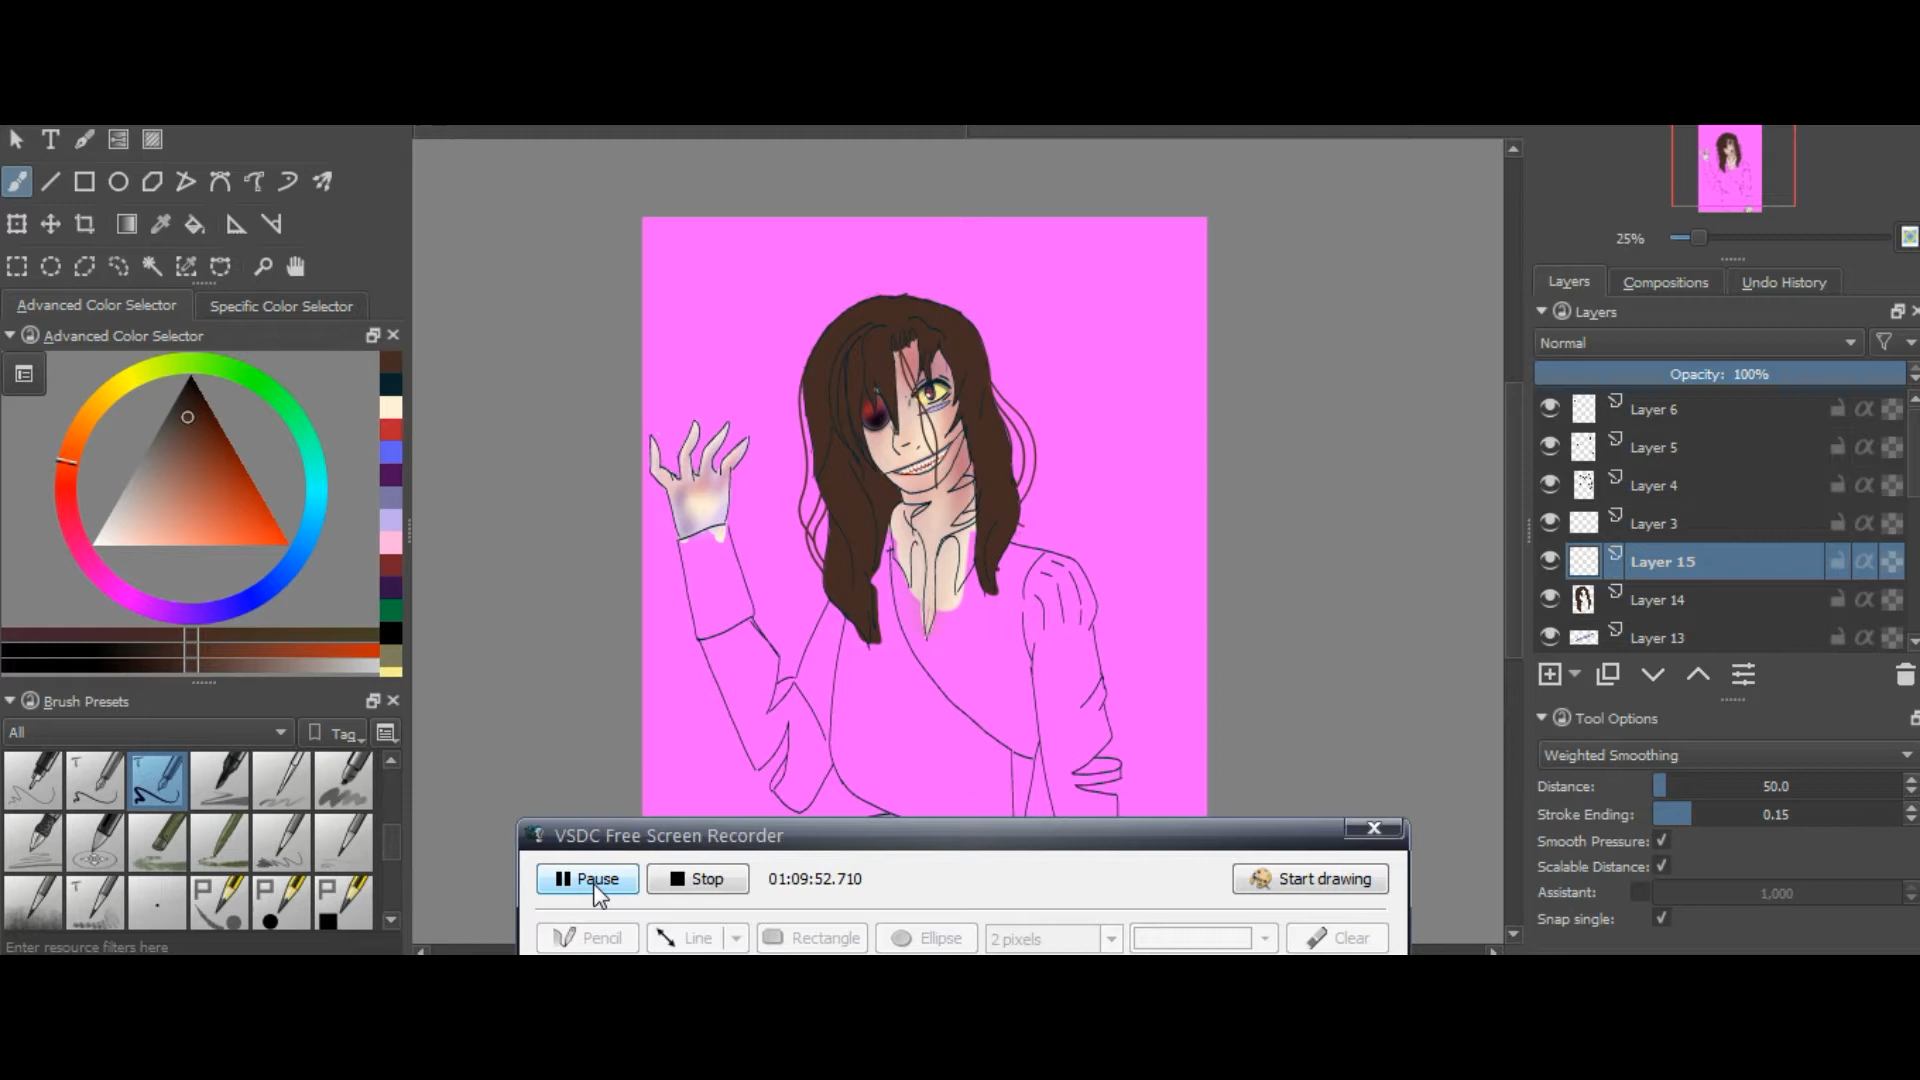 T
25%
Advanced Color Selector
Specific Color Selector
Layers
Compositions
Undo History
Advanced Color Selector
Layers
Normal
Opacity: 100%
Layer 6
Layer 5
Layer 4
Layer 3
Layer 15
Layer 14
Layer 13
Brush Presets
Tool Options
All
Tag
Weighted Smoothing
Distance:
50.0
Stroke Ending:
0.15
Smooth Pressure:
Scalable Distance:
Assistant:
1,000
Snap single:
Enter resource filters here
VSDC Free Screen Recorder
Pause
Stop
01:09:52.710
Start drawing
Pencil
Line
Rectangle
Ellipse
2 pixels
Clear